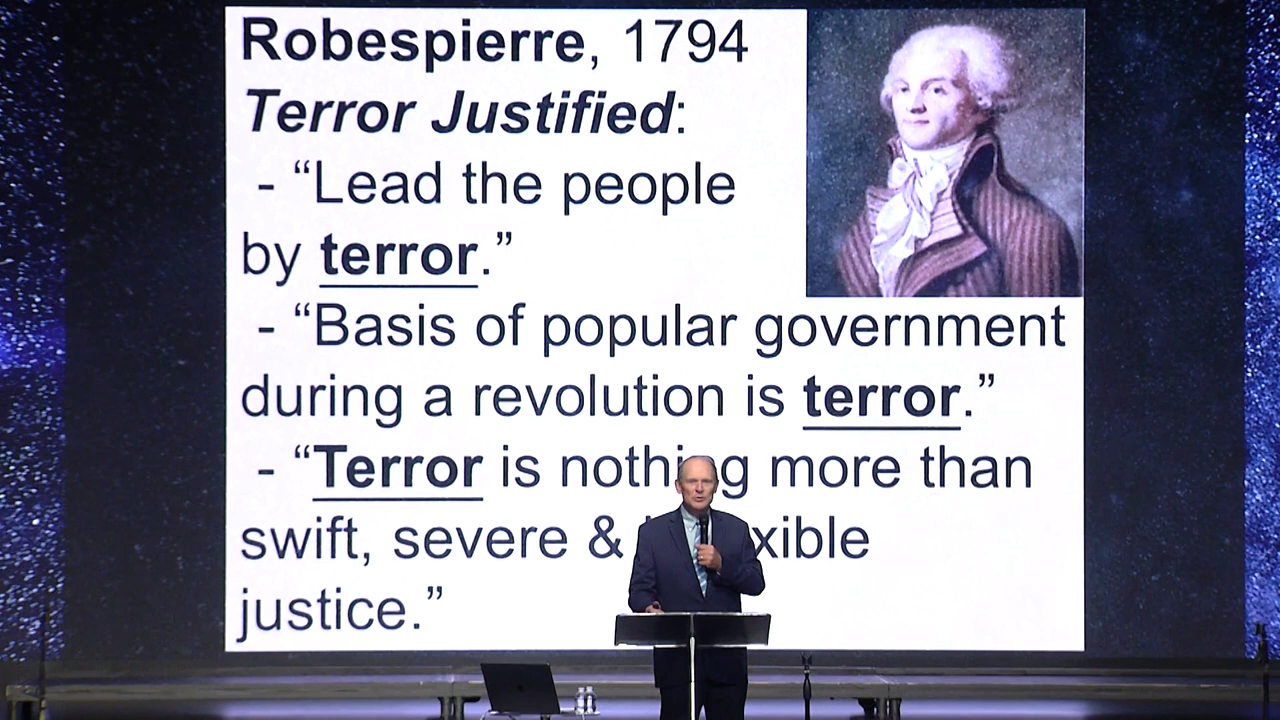 Robespierre, 1794
Terror Justified:
- “Lead the people
by terror.”
- “Basis of popular government
during a revolution is terror.”
- “Terror is nothing more than
swift, severe &
justice.”